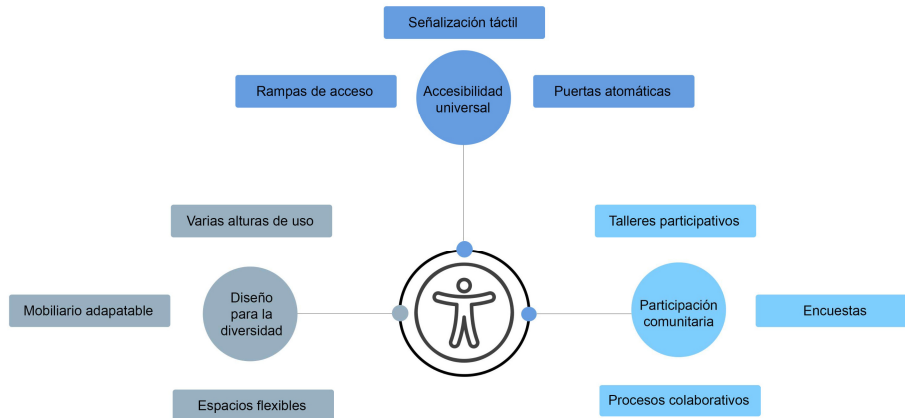 Señalización táctil
Rampas de acceso
Accesibilidad
universal
Puertas atomáticas
Varias alturas de uso
Talleres participativos
Mobiliario adapatable
Diseño
para la
diversidad
Participación
comunitaria
Encuestas
Espacios flexibles
Procesos colaborativos